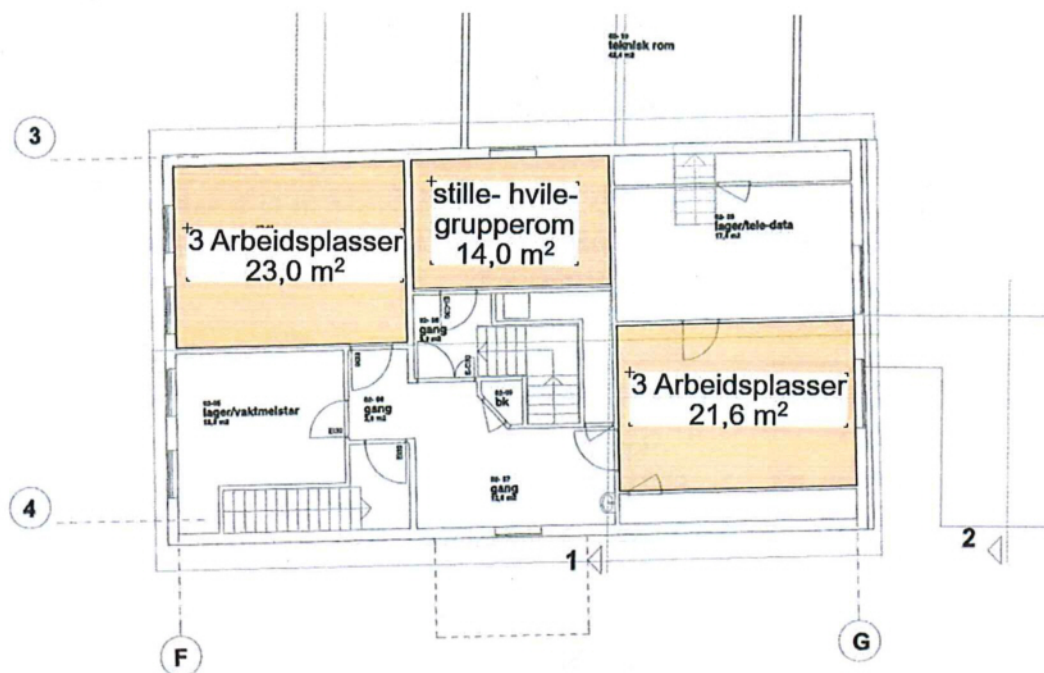 teknisk rom
3
3 Arbeidsplasser
23,0 m²
stille- hvile-
grupperom
14,0 m²
lager/tele-data
gang
3 Arbeidsplasser
21,6 m²
bk
lager/vaktmeistar
gang
gang
4
1
2
F
G